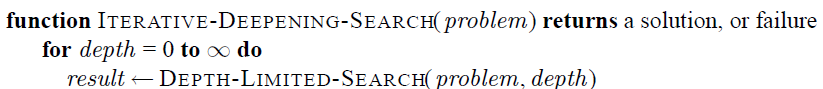 function ITERATIVE-DEEPENING-SEARCH(problem) returns a solution, or failure
for depth = 0 to ∞ do
result ← DEPTH-LIMITED-SEARCH(problem, depth)